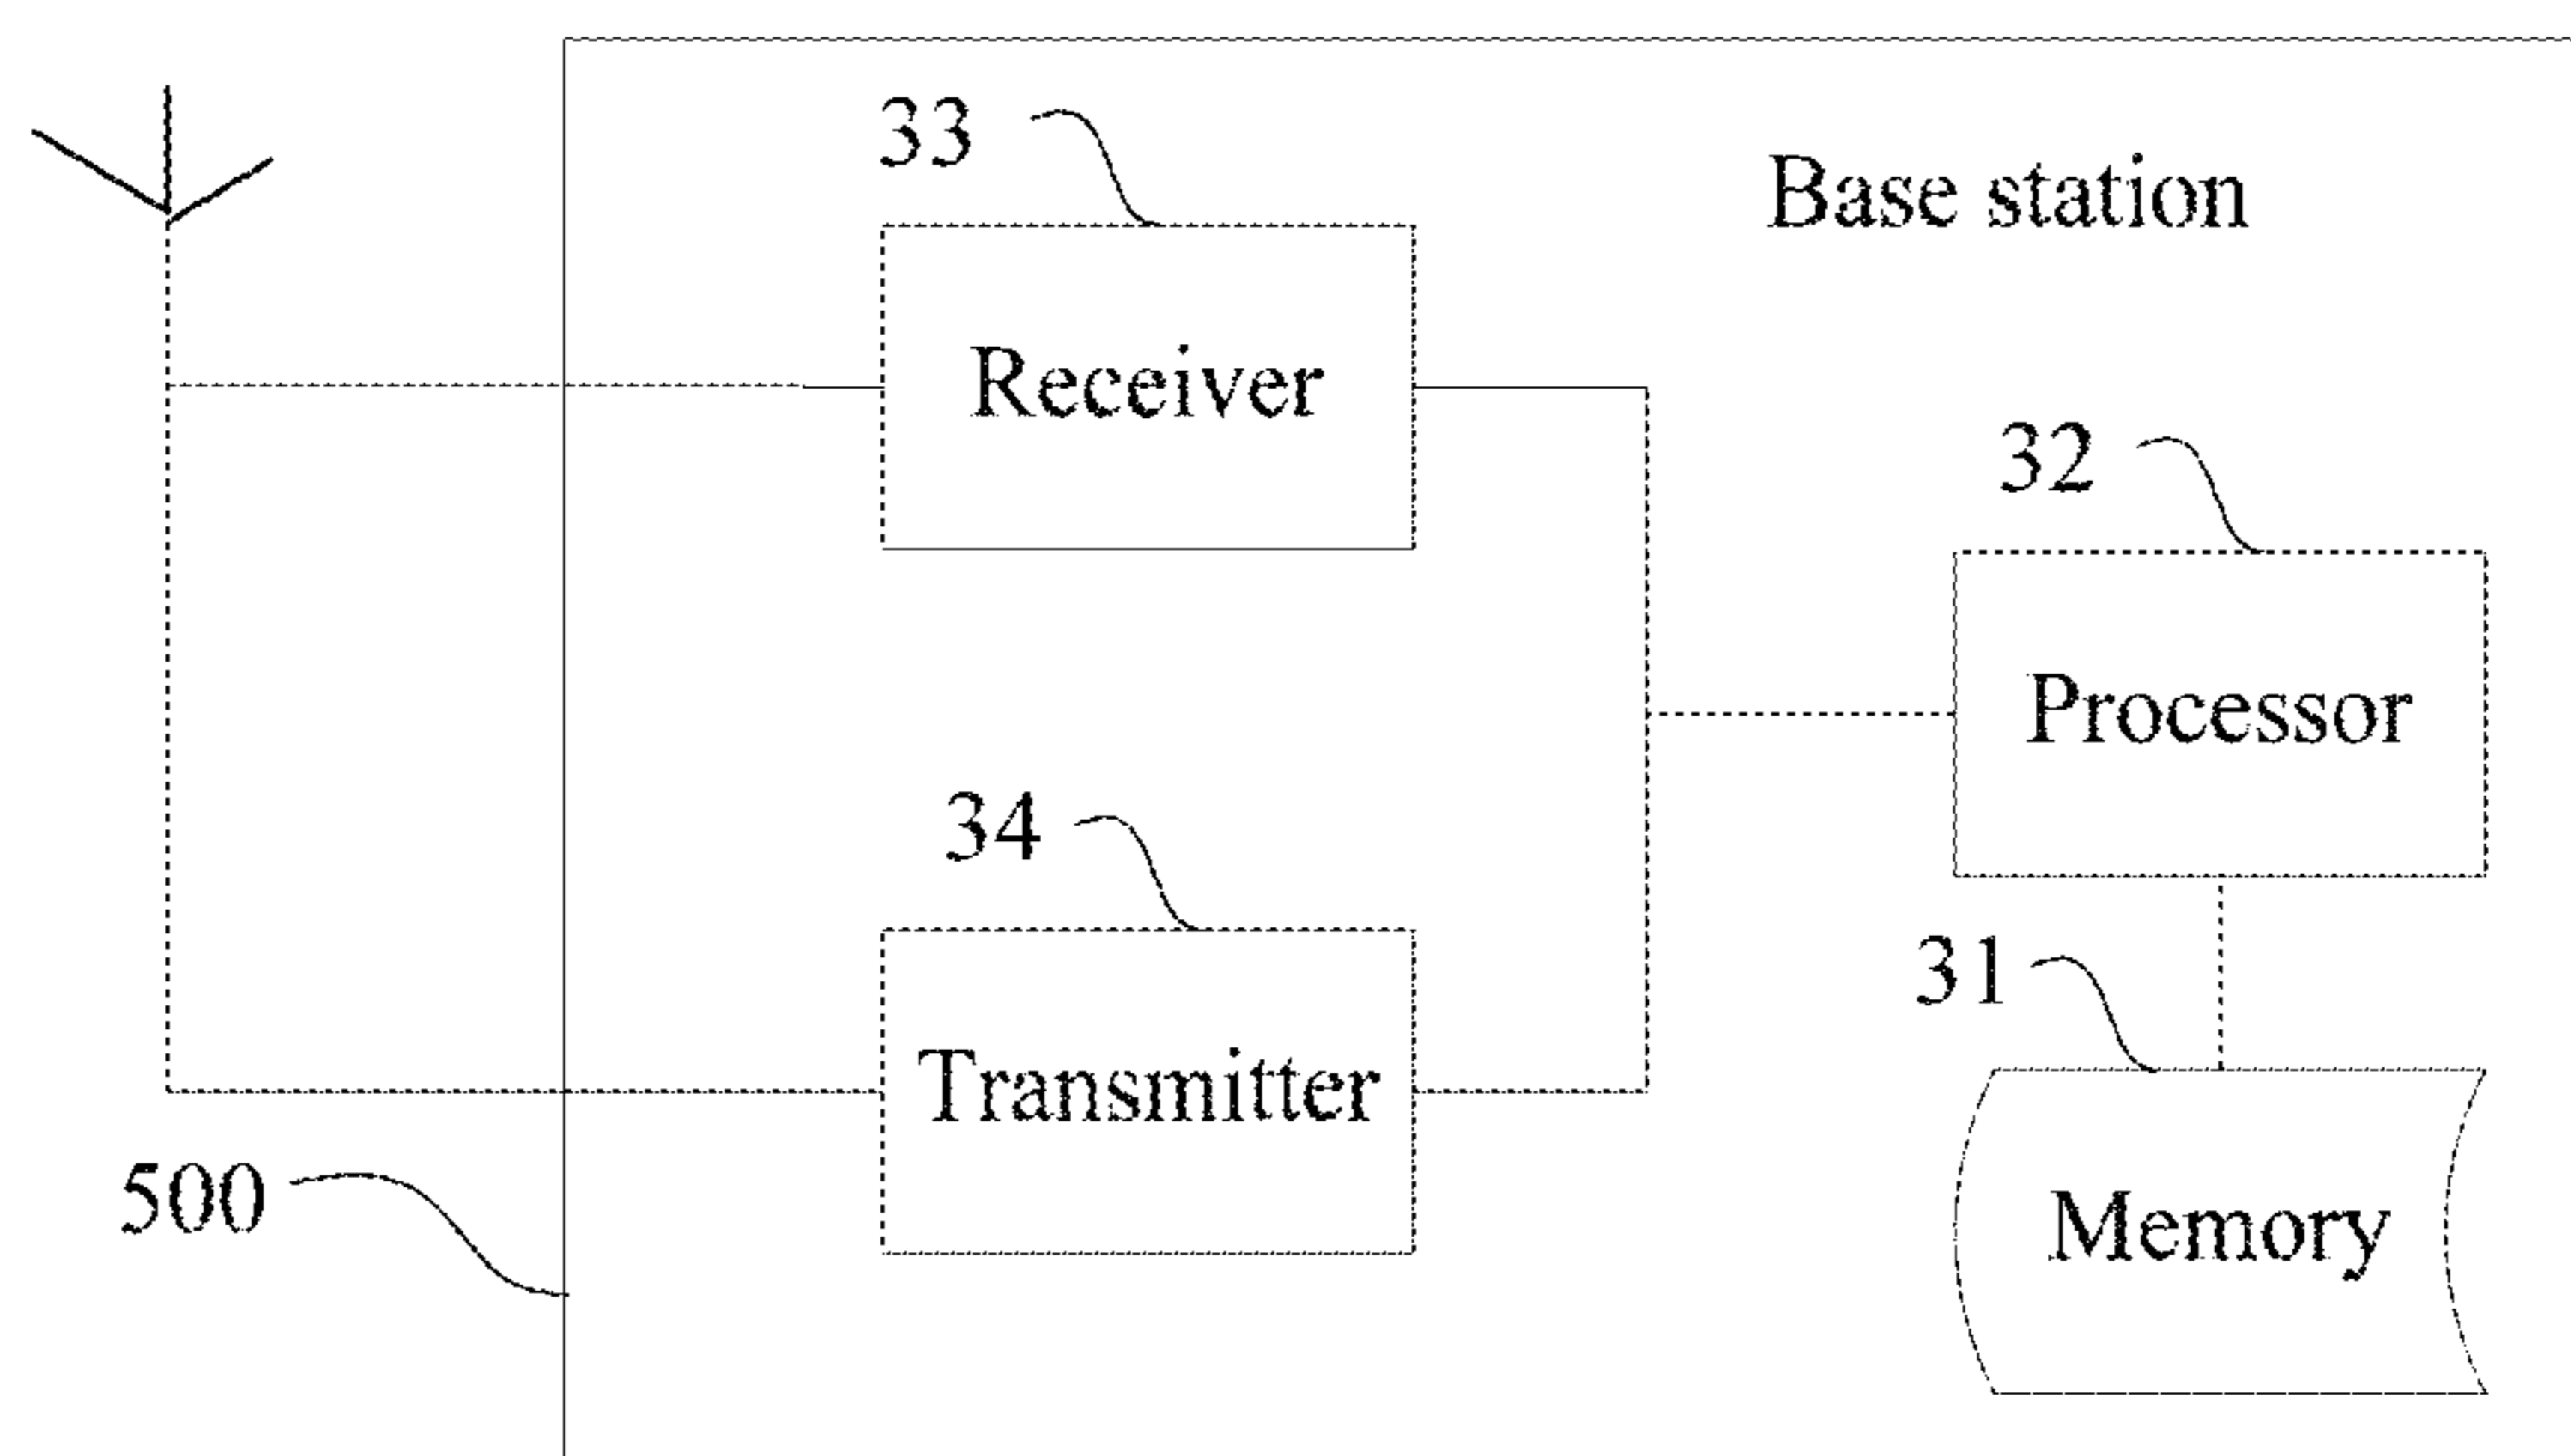 33
Base station
Receiver
32
Processor
34
31
Transmitter
500
Memory